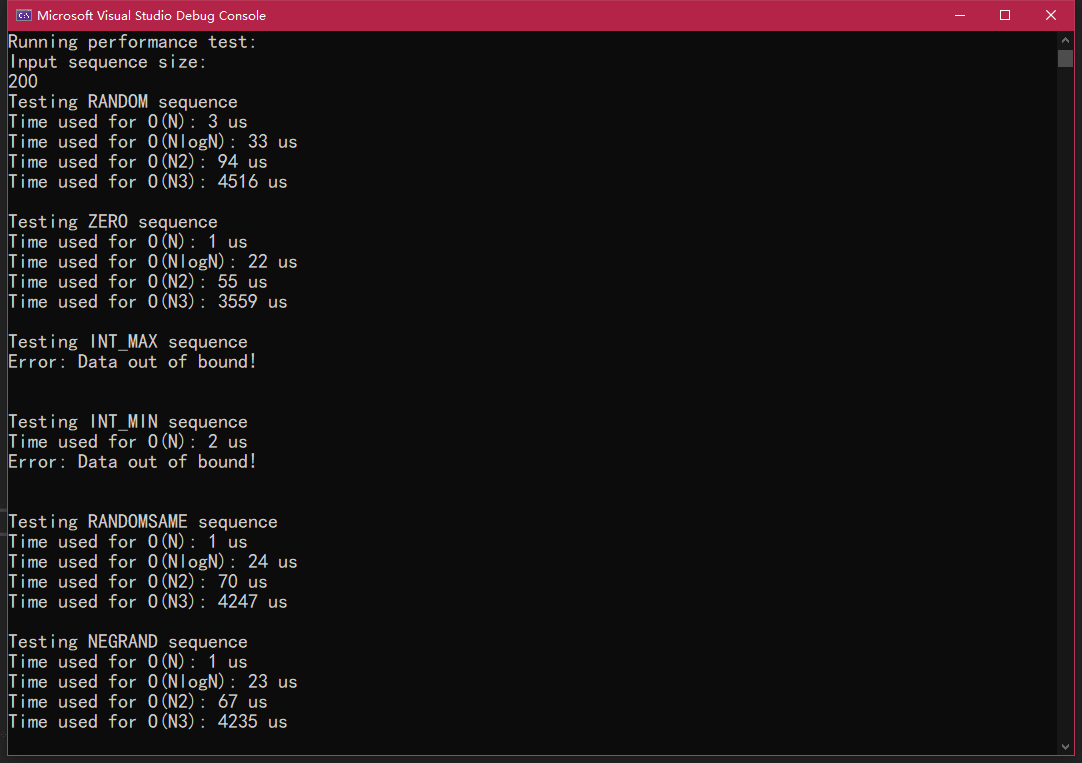 Microsoft Visual Studio Debug Console
Running performance test:
Input sequence size:
200
Testing RANDOM sequence
Time used for O(N): 3 us
Time used for O(NlogN): 33 us
Time used for O(N2): 94 us
Time used for O(N3): 4516 us
Testing ZERO sequence
Time used for O(N): 1 us
Time used for O(NlogN): 22 us
Time used for O(N2): 55 us
Time used for O(N3): 3559 us
Testing INT_MAX sequence
Error: Data out of bound!
Testing INT_MIN sequence
Time used for O(N): 2 us
Error: Data out of bound!
Testing RANDOMSAME sequence
Time used for O(N): 1 us
Time used for O(NlogN): 24 us
Time used for O(N2): 70 us
Time used for O(N3): 4247 us
Testing NEGRAND sequence
Time used for O(N): 1 us
Time used for O(NlogN): 23 us
Time used for O(N2): 67 us
Time used for O(N3): 4235 us